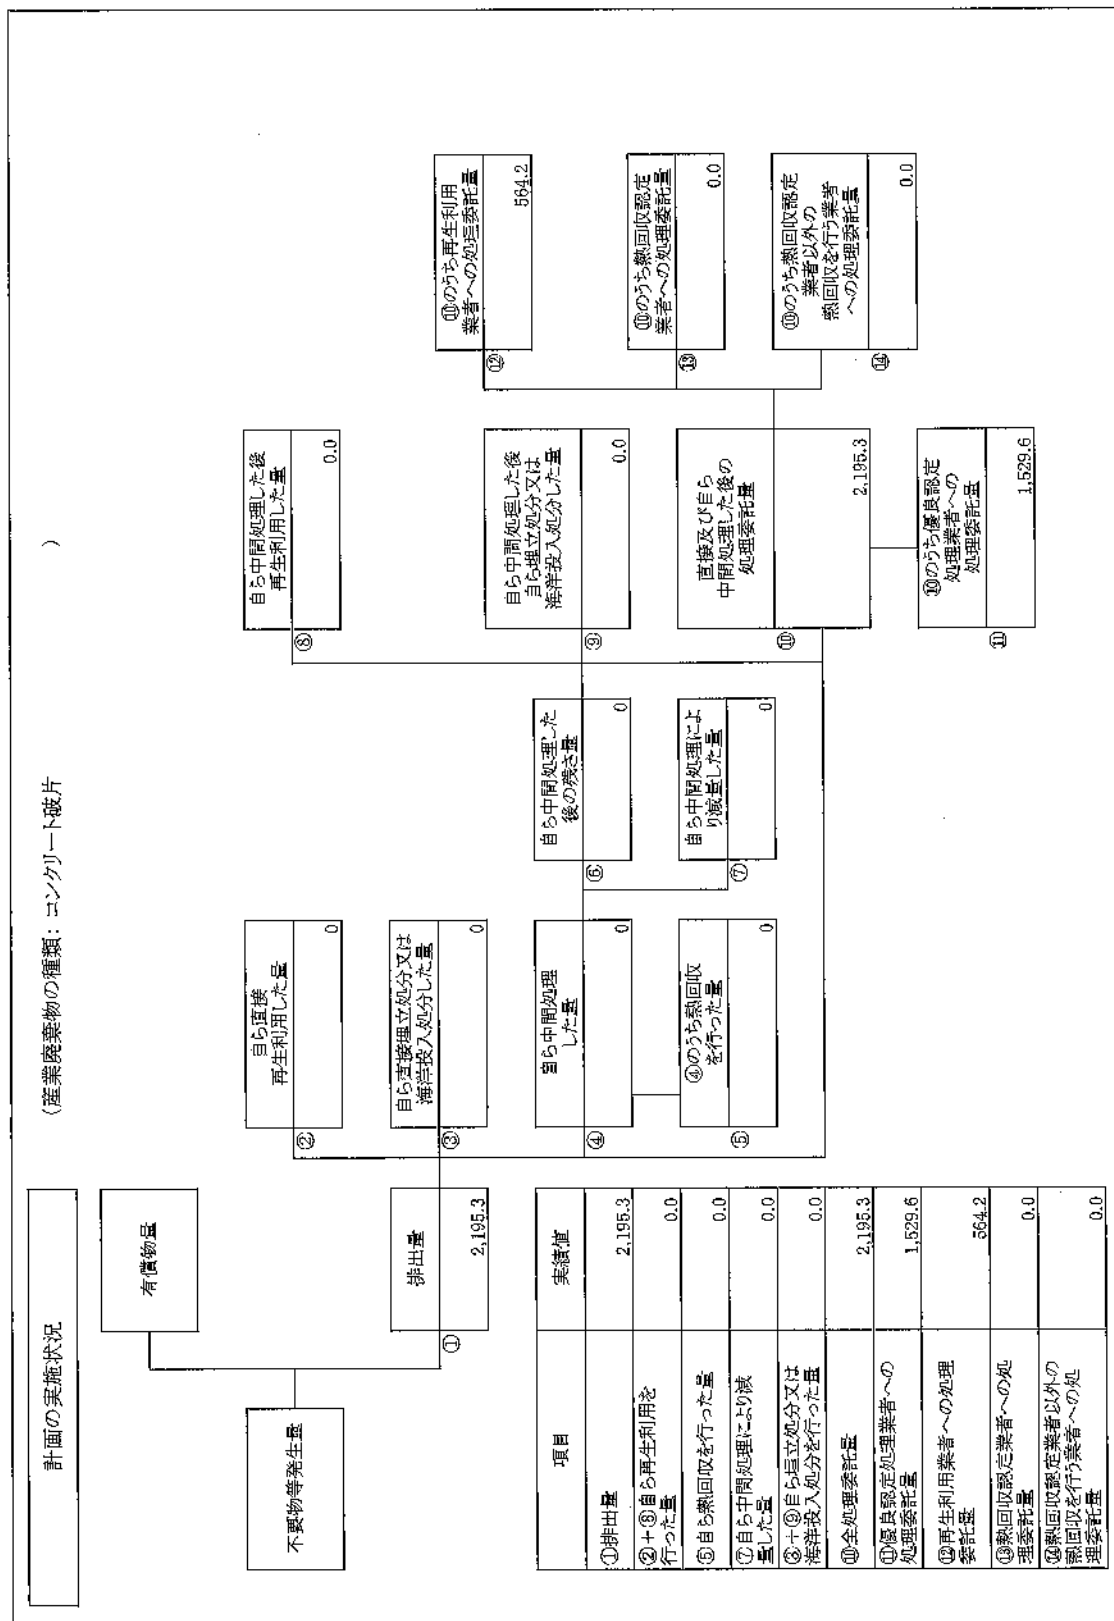 計画の実施状況
（産業廃棄物の種類：コンクリート破片　　　　）
不要物等発生量
有償物量
①
排出量
2,195.3
②
自ら直接
再生利用した量
0
③
自ら直接埋立処分又は
海洋投入処分した量
0
④
自ら中間処理
した量
0
⑤
④のうち熱回収
を行った量
0
⑥
自ら中間処理した
後の残さ量
0
⑦
自ら中間処理によ
り減量した量
0
⑧
自ら中間処理した後
再生利用した量
0.0
⑨
自ら中間処理した後
自ら埋立処分又は
海洋投入処分した量
0.0
⑩
直接及び自ら
中間処理した後の
処理委託量
2,195.3
⑪
⑩のうち優良認定
処理業者への
処理委託量
1,529.6
⑫
⑩のうち再生利用
業者への処理委託量
564.2
⑬
⑩のうち熱回収認定
業者への処理委託量
0.0
⑭
⑩のうち熱回収認定
業者以外の
熱回収を行う業者
への処理委託量
0.0
項目
実績値
①排出量
2,195.3
②＋⑧自ら再生利用を
行った量
0.0
⑤自ら熱回収を行った量
0.0
⑦自ら中間処理により減
量した量
0.0
③＋⑨自ら埋立処分又は
海洋投入処分を行った量
0.0
⑩全処理委託量
2,195.3
⑪優良認定処理業者への
処理委託量
1,529.6
⑫再生利用業者への処理
委託量
564.2
⑬熱回収認定業者への処
理委託量
0.0
⑭熱回収認定業者以外の
熱回収を行う業者への処
理委託量
0.0